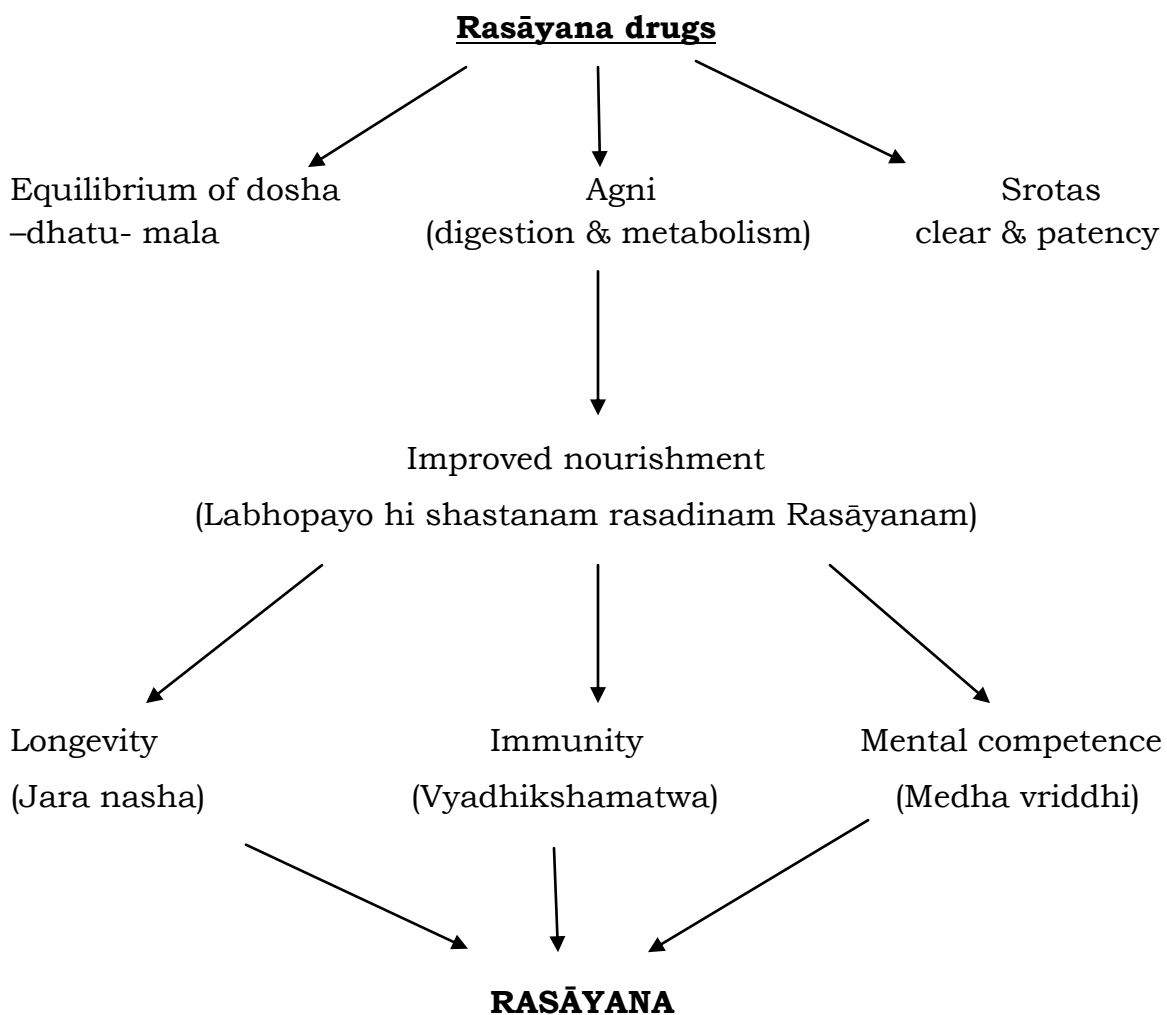 Rasāyana drugs
Equilibrium of dosha
–dhatu- mala
Agni
(digestion & metabolism)
Srotas
clear & patency
Improved nourishment
(Labhopayo hi shastanam rasadinam Rasāyanam)
Longevity
(Jara nasha)
Immunity
(Vyadhikshamatwa)
Mental competence
(Medha vriddhi)
RASĀYANA